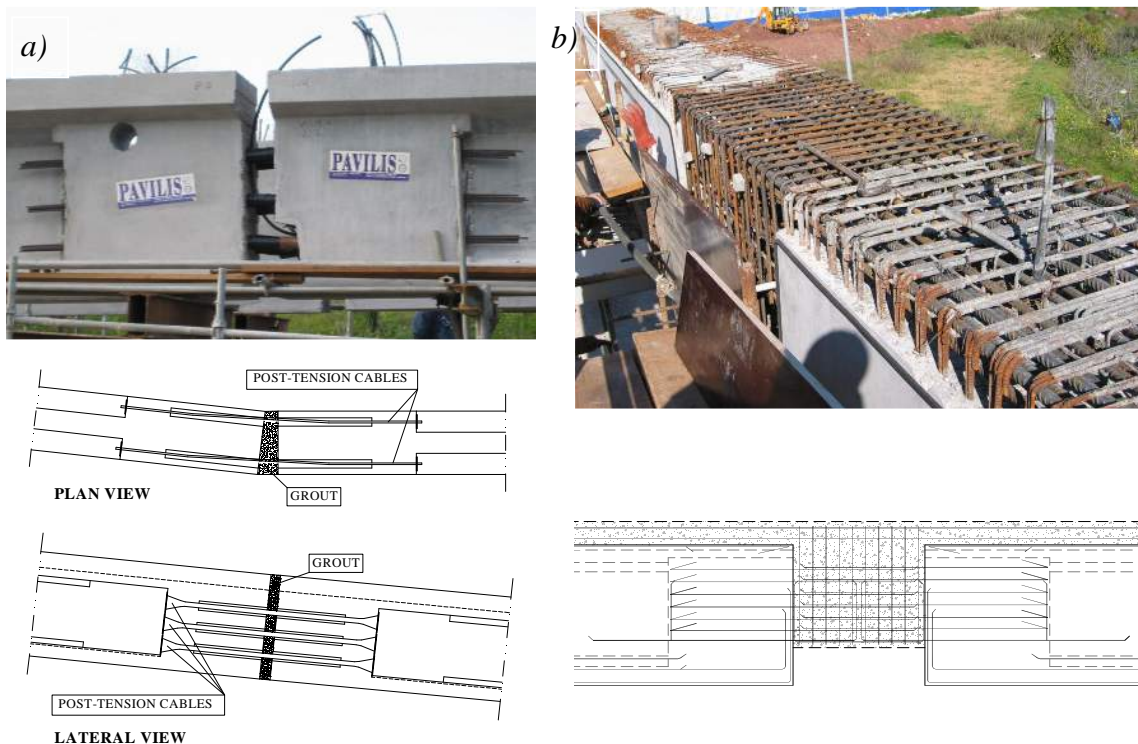 a)
PAVILIS
PAVILIS
b)
POST-TENSION CABLES
PLAN VIEW
GROUT
GROUT
POST-TENSION CABLES
LATERAL VIEW